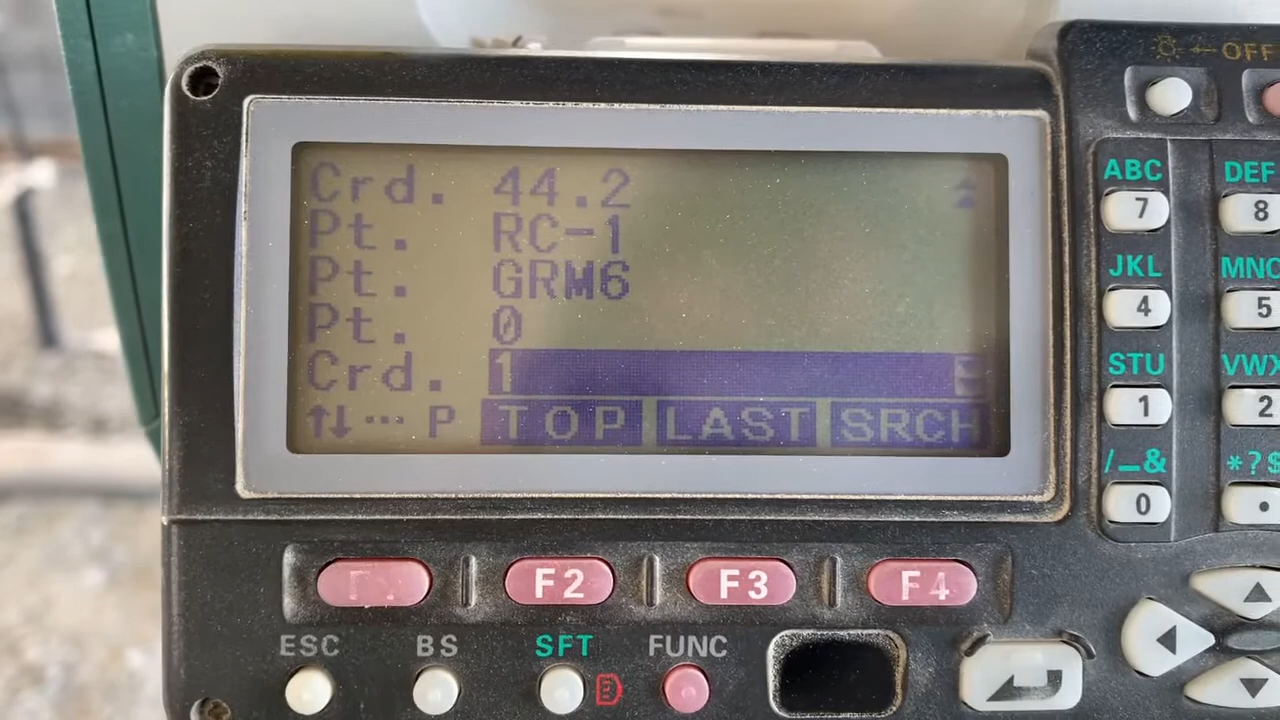 OFF
Crd. 44.2
Pt. RC-1
Pt. GRM6
Pt. 0
Crd. 1
↑↓··· P TOP LAST SRCH
ABC DEF
7 8
JKL MNO
4 5
STU VWX
1 2
/_& *?$
0 .
F2 F3 F4
ESC BS SFT FUNC